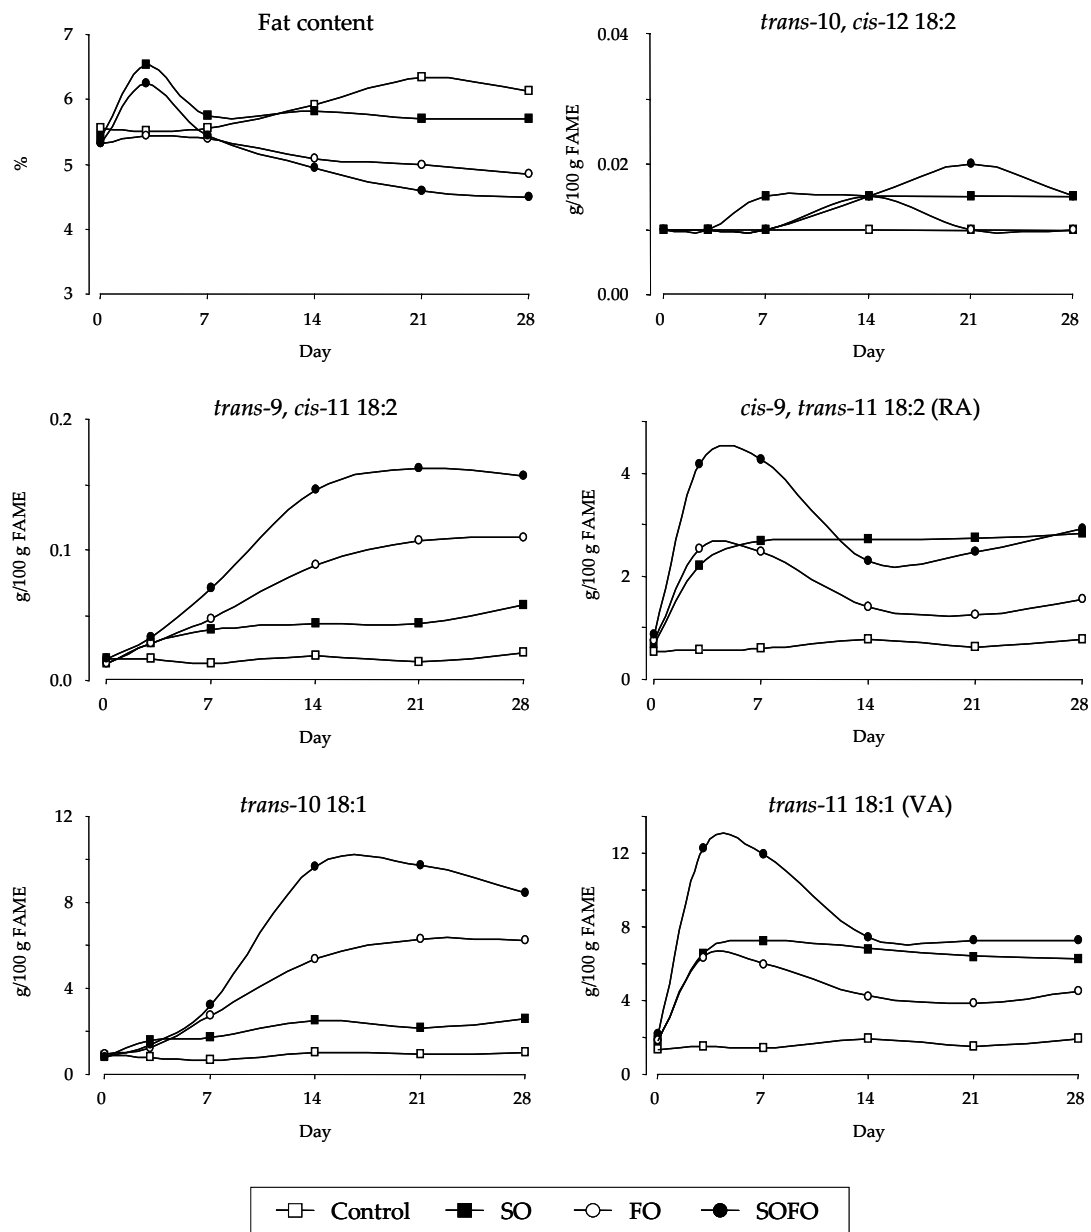 Fat content
7
6
5
4
3
%
0 7 14 21 28
Day
trans-10, cis-12 18:2
0.04
0.02
0.00
g/100 g FAME
0 7 14 21 28
Day
trans-9, cis-11 18:2
0.2
0.1
0.0
g/100 g FAME
0 7 14 21 28
Day
cis-9, trans-11 18:2 (RA)
4
2
0
g/100 g FAME
0 7 14 21 28
Day
trans-10 18:1
12
8
4
0
g/100 g FAME
0 7 14 21 28
Day
trans-11 18:1 (VA)
12
8
4
0
g/100 g FAME
0 7 14 21 28
Day
Control SO FO SOFO